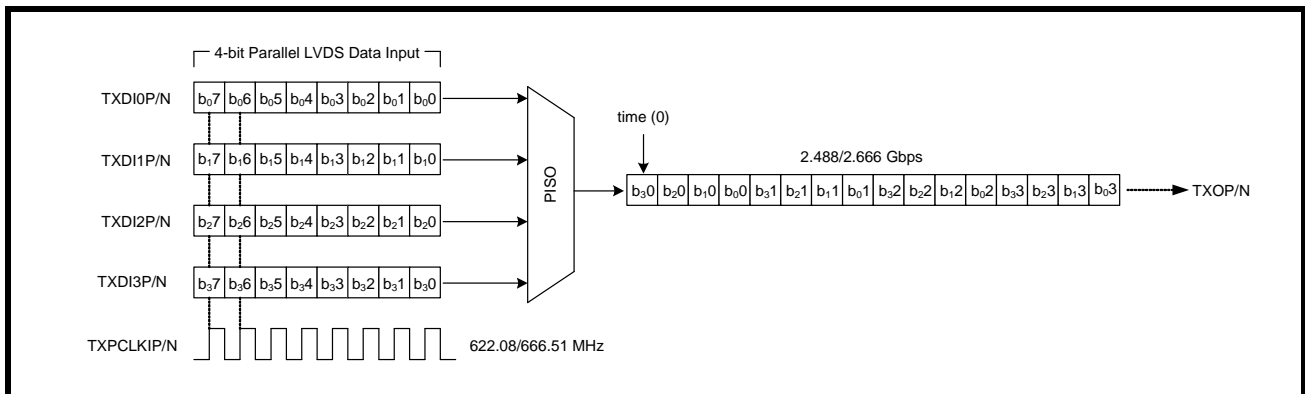 4-bit Parallel LVDS Data Input
TXDI0P/N b07 b06 b05 b04 b03 b02 b01 b00
time (0)
TXDI1P/N b17 b16 b15 b14 b13 b12 b11 b10
PISO
2.488/2.666 Gbps
b30 b20 b10 b00 b31 b21 b11 b01 b32 b22 b12 b02 b33 b23 b13 b03 TXOP/N
TXDI2P/N b27 b26 b25 b24 b23 b22 b21 b20
TXDI3P/N b37 b36 b35 b34 b33 b32 b31 b30
TXPCLKIP/N 622.08/666.51 MHz